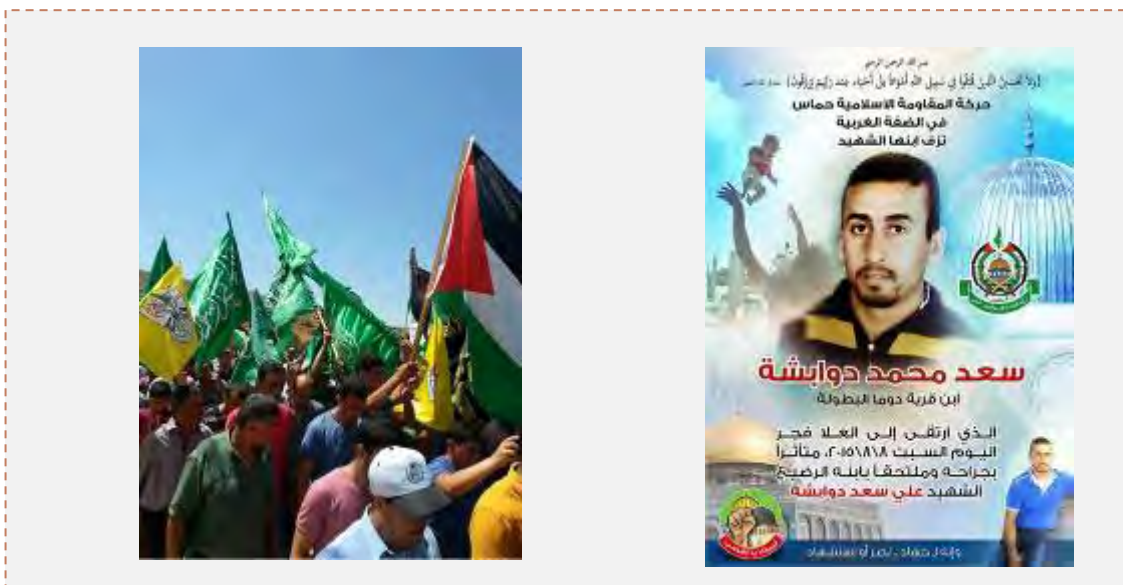 بسم الله الرحمن الرحيم
(ولا تحسبن الذين قتلوا في سبيل الله أمواتا بل أحياء عند ربهم يرزقون)
حركة المقاومة الاسلامية حماس
في الضفة الغربية
تزف ابنها الشهيد
سعد محمد دوابشة
ابن قرية دوما البطولة
الذي ارتقى إلى العلا فجر
اليوم السبت ٢٠١٥\٨\٨، متأثراً
بجراحه وملتحقاً بابنه الرضيع
الشهيد علي سعد دوابشة
وإنه لـ جهاد .. نصر أو استشهاد